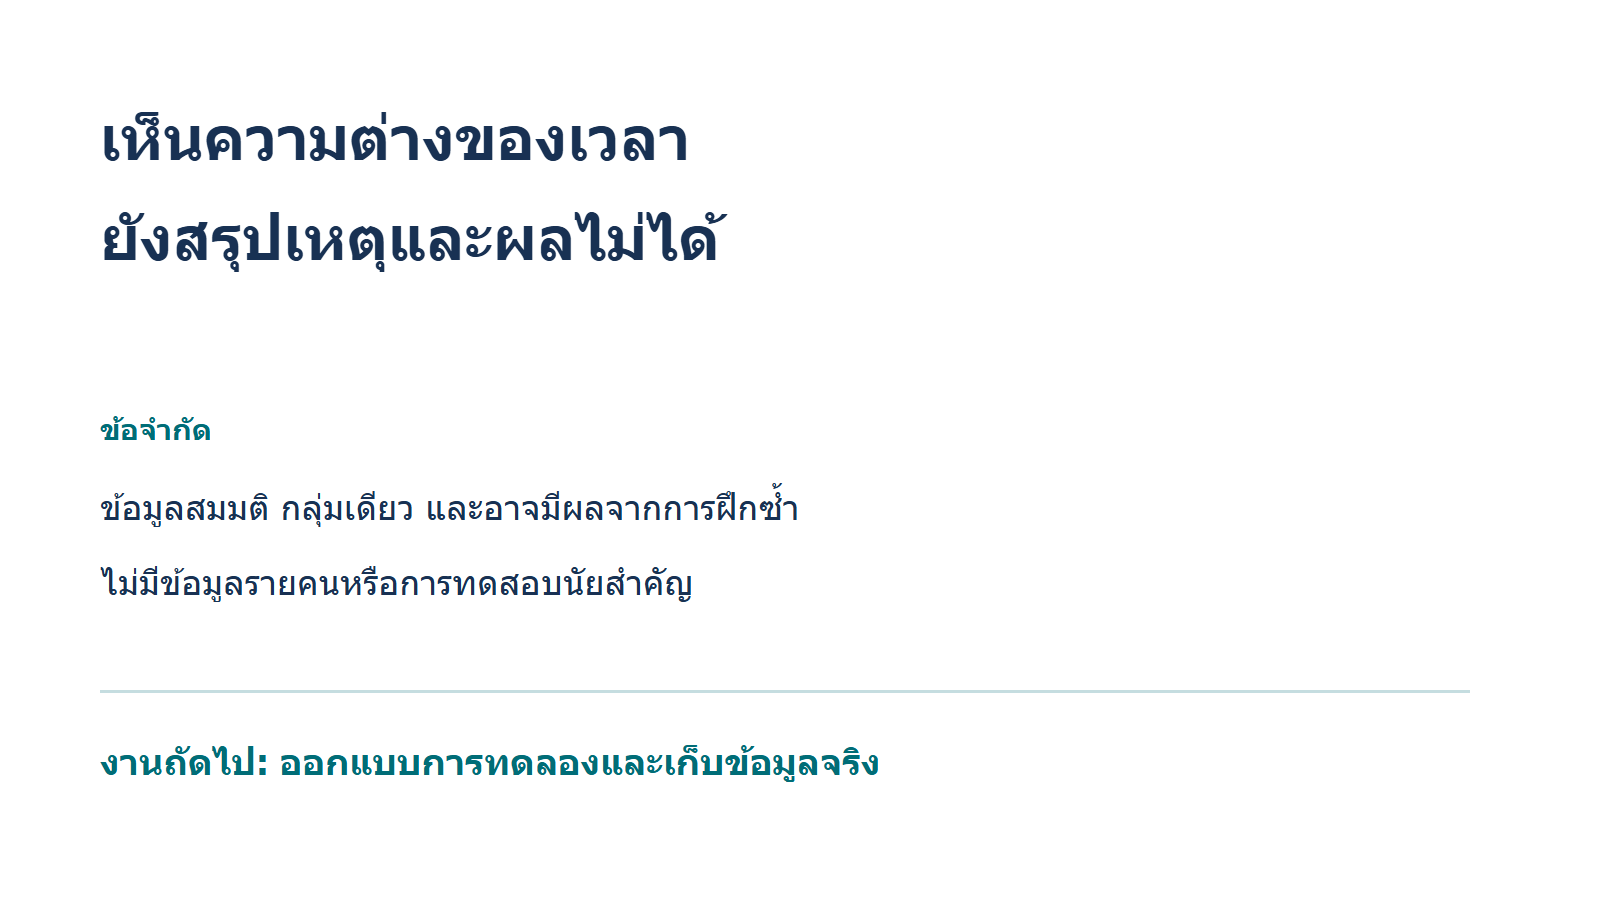 เห็นความต่างของเวลา
ยังสรุปเหตุและผลไม่ได้
ข้อจำกัด
ข้อมูลสมมติ กลุ่มเดียว และอาจมีผลจากการฝึกซ้ำ
ไม่มีข้อมูลรายคนหรือการทดสอบนัยสำคัญ
งานถัดไป: ออกแบบการทดลองและเก็บข้อมูลจริง